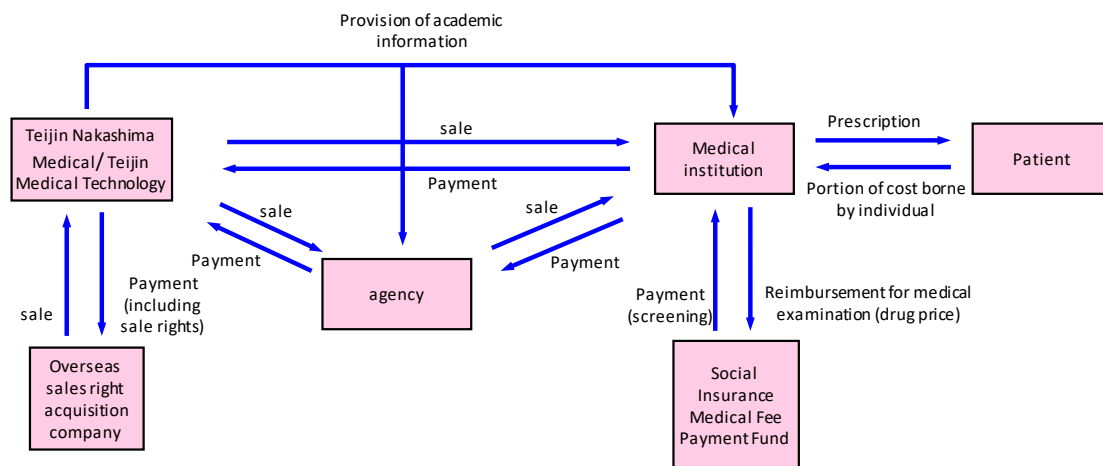 Provision of academic
information
Teijin Nakashima
Medical/ Teijin
Medical Technology
sale
Payment
Medical
institution
Prescription
Portion of cost borne
by individual
Patient
sale
Payment
sale
Payment
agency
sale
Payment
(including
sale rights)
Payment
(screening)
Reimbursement for medical
examination (drug price)
Overseas
sales right
acquisition
company
Social
Insurance
Medical Fee
Payment Fund